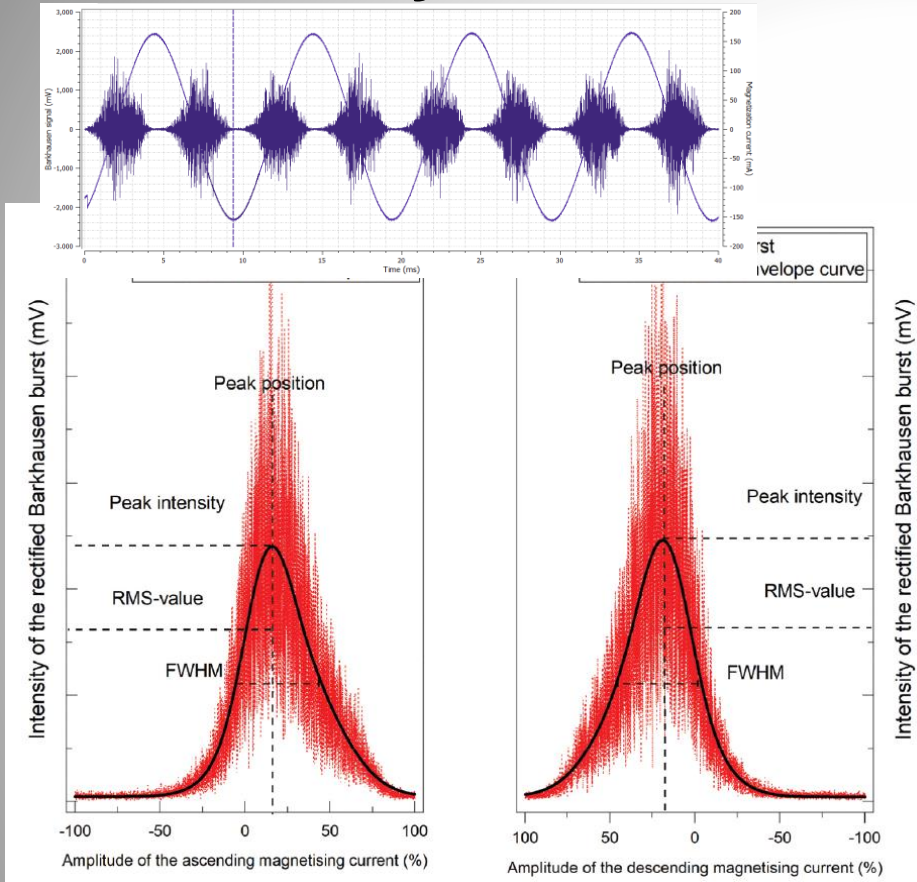 3,000
2,000
1,000
0
-1,000
-2,000
-3,000
Barkhausen signal (mV)
200
150
100
50
0
-50
-100
-150
-200
Magnetization current (mA)
0 5 10 15 20 25 30 35 40
Time (ms)
Intensity of the rectified Barkhausen burst (mV)
Peak position
Peak intensity
RMS-value
FWHM
-100 -50 0 50 100
Amplitude of the ascending magnetising current (%)
rst
velope curve
Peak position
Peak intensity
RMS-value
FWHM
100 50 0 -50 -100
Amplitude of the descending magnetising current (%)
Intensity of the rectified Barkhausen burst (mV)